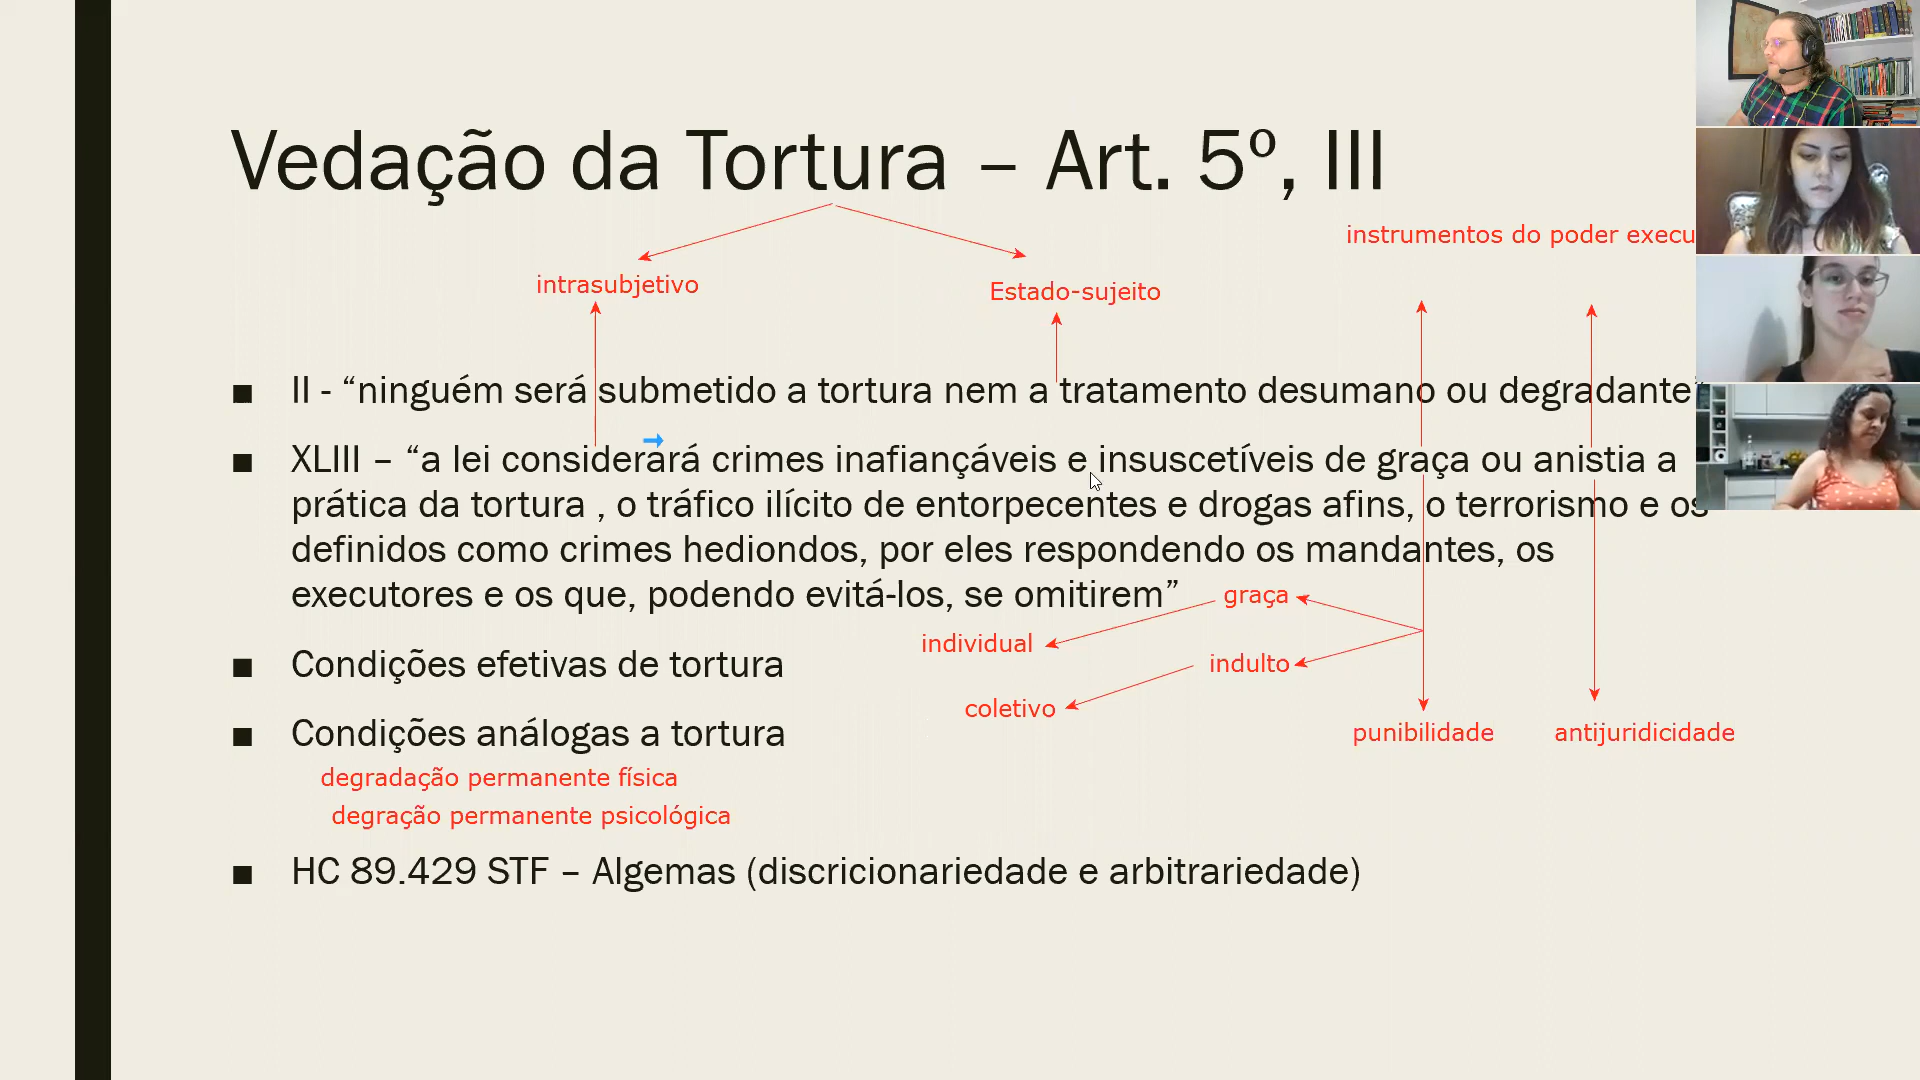 Vedação da Tortura – Art. 5º, III
instrumentos do poder execu
intrasubjetivo
Estado-sujeito
■ II - “ninguém será submetido a tortura nem a tratamento desumano ou degradante”
■ XLIII – “a lei considerará crimes inafiançáveis e insuscetíveis de graça ou anistia a
prática da tortura , o tráfico ilícito de entorpecentes e drogas afins, o terrorismo e os
definidos como crimes hediondos, por eles respondendo os mandantes, os
executores e os que, podendo evitá-los, se omitirem”
graça
individual
■ Condições efetivas de tortura
indulto
coletivo
■ Condições análogas a tortura
punibilidade
antijuridicidade
degradação permanente física
degração permanente psicológica
■ HC 89.429 STF – Algemas (discricionariedade e arbitrariedade)